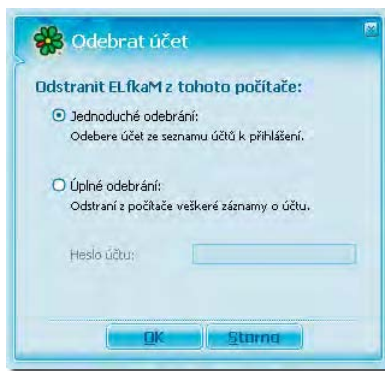 Odebrat účet
Odstranit ELfkaM z tohoto počítače:
Jednoduché odebrání:
Odebere účet ze seznamu účtů k přihlášení.
Úplné odebrání:
Odstraní z počítače veškeré záznamy o účtu.
Heslo účtu:
OK Storno